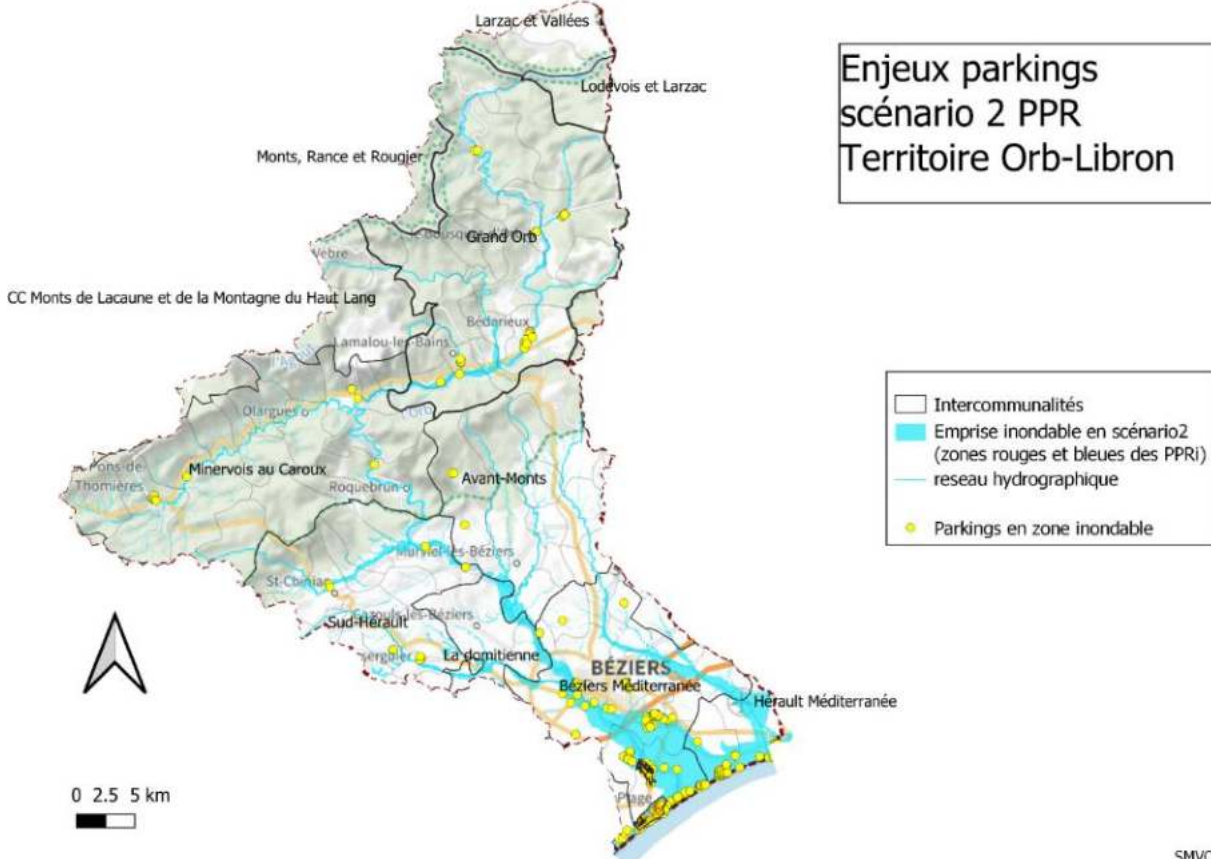 Larzac et Vallées
Lodévois et Larzac
Enjeux parkings
scénario 2 PPR
Territoire Orb-Libron
Monts, Rance et Rougier
Grand Orb
CC Monts de Lacaune et de la Montagne du Haut Lang
Bédarieux
Lamalou-les-Bains
Olargues
l'Orb
Intercommunalités
Emprise inondable en scénario2
(zones rouges et bleues des PPRi)
reseau hydrographique
Parkings en zone inondable
Minervois au Caroux
Thomières
Avant-Monts
Roquebrun
Murviel-lès-Béziers
St-Chinian
Sud-Hérault
La domitienne
BÉZIERS
Béziers Méditerranée
Hérault Méditerranée
0 2.5 5 km
Plage